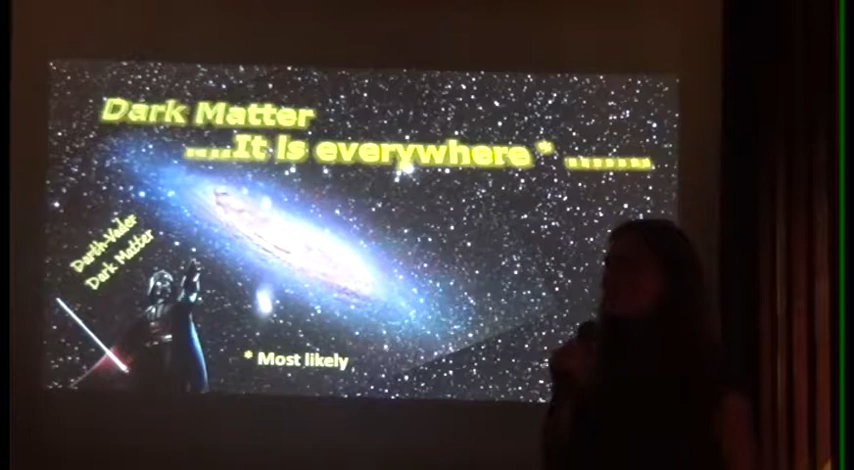 Dark Matter
....It is everywhere * .......
Darth-Vader
Dark Matter
* Most likely